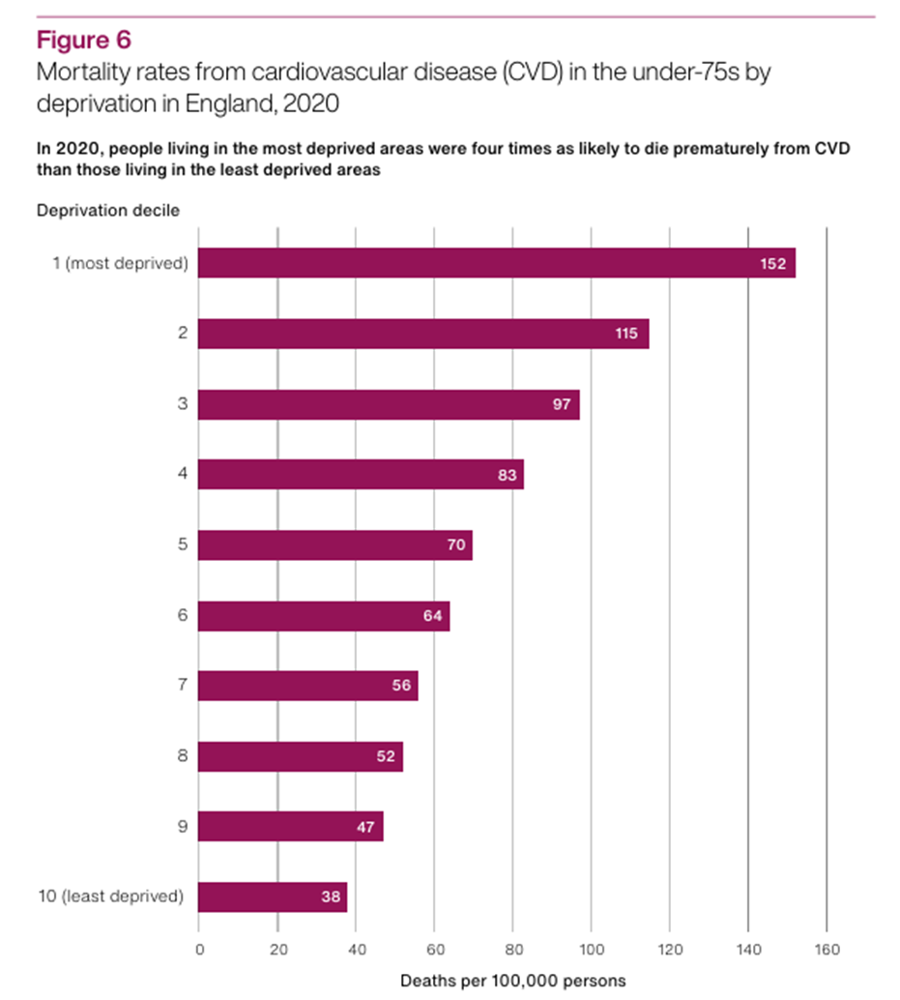 Figure 6
Mortality rates from cardiovascular disease (CVD) in the under-75s by
deprivation in England, 2020
In 2020, people living in the most deprived areas were four times as likely to die prematurely from CVD
than those living in the least deprived areas
Deprivation decile
1 (most deprived) 152
2 115
3 97
4 83
5 70
6 64
7 56
8 52
9 47
10 (least deprived) 38
0 20 40 60 80 100 120 140 160
Deaths per 100,000 persons